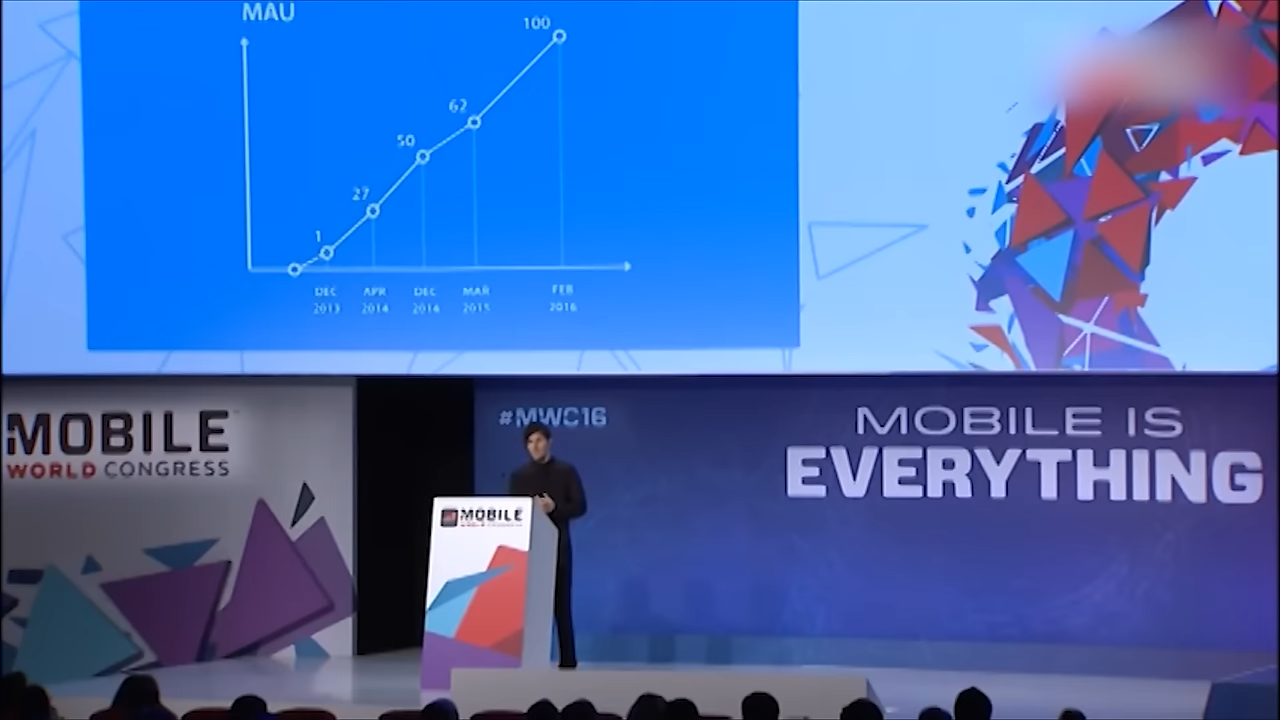 MAU
100
62
50
27
1
DEC 2013
APR 2014
DEC 2014
MAR 2015
FEB 2016
MOBILE
WORLD CONGRESS
#MWC16
MOBILE IS
EVERYTHING
MOBILE